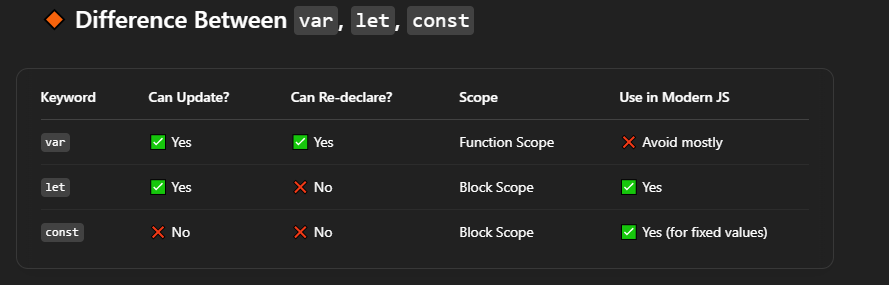 🔶 Difference Between var, let, const
Keyword Can Update? Can Re-declare? Scope Use in Modern JS
var ✅ Yes ✅ Yes Function Scope ❌ Avoid mostly
let ✅ Yes ❌ No Block Scope ✅ Yes
const ❌ No ❌ No Block Scope ✅ Yes (for fixed values)